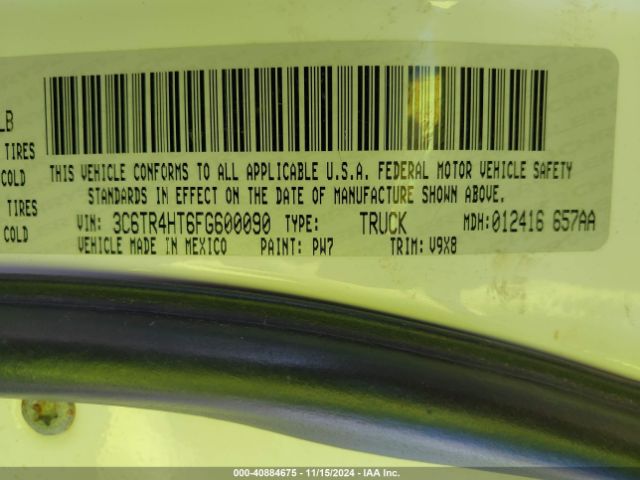 LB
TIRES
COLD
THIS VEHICLE CONFORMS TO ALL APPLICABLE U.S.A. FEDERAL MOTOR VEHICLE SAFETY
STANDARDS IN EFFECT ON THE DATE OF MANUFACTURE SHOWN ABOVE.
TIRES
VIN: 3C6TR4HT6FG600090 TYPE: TRUCK MDH:012416 657AA
COLD
VEHICLE MADE IN MEXICO PAINT: PW7 TRIM: V9X8
000-40884675 - 11/15/2024 - IAA Inc.